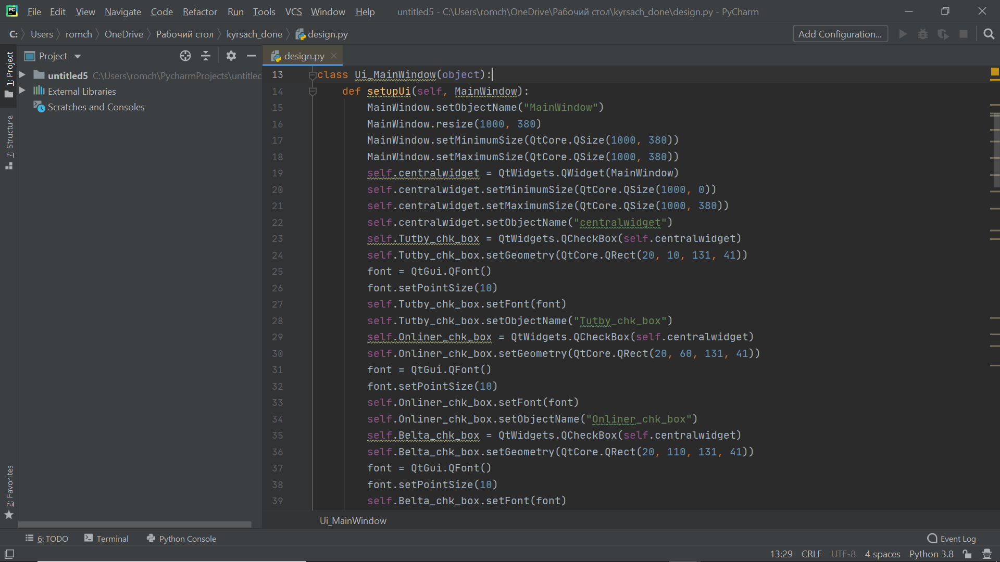 File Edit View Navigate Code Refactor Run Tools VCS Window Help untitled5 - C:\Users\romch\OneDrive\Рабочий стол\kyrsach_done\design.py - PyCharm
C: Users romch OneDrive Рабочий стол kyrsach_done design.py Add Configuration...
Project design.py
1: Project
7: Structure
2: Favorites
untitled5 C:\Users\romch\PycharmProjects\untitled
External Libraries
Scratches and Consoles
13 class Ui_MainWindow(object):
14 def setupUi(self, MainWindow):
15 MainWindow.setObjectName("MainWindow")
16 MainWindow.resize(1000, 380)
17 MainWindow.setMinimumSize(QtCore.QSize(1000, 380))
18 MainWindow.setMaximumSize(QtCore.QSize(1000, 380))
19 self.centralwidget = QtWidgets.QWidget(MainWindow)
20 self.centralwidget.setMinimumSize(QtCore.QSize(1000, 0))
21 self.centralwidget.setMaximumSize(QtCore.QSize(1000, 380))
22 self.centralwidget.setObjectName("centralwidget")
23 self.Tutby_chk_box = QtWidgets.QCheckBox(self.centralwidget)
24 self.Tutby_chk_box.setGeometry(QtCore.QRect(20, 10, 131, 41))
25 font = QtGui.QFont()
26 font.setPointSize(10)
27 self.Tutby_chk_box.setFont(font)
28 self.Tutby_chk_box.setObjectName("Tutby_chk_box")
29 self.Onliner_chk_box = QtWidgets.QCheckBox(self.centralwidget)
30 self.Onliner_chk_box.setGeometry(QtCore.QRect(20, 60, 131, 41))
31 font = QtGui.QFont()
32 font.setPointSize(10)
33 self.Onliner_chk_box.setFont(font)
34 self.Onliner_chk_box.setObjectName("Onliner_chk_box")
35 self.Belta_chk_box = QtWidgets.QCheckBox(self.centralwidget)
36 self.Belta_chk_box.setGeometry(QtCore.QRect(20, 110, 131, 41))
37 font = QtGui.QFont()
38 font.setPointSize(10)
39 self.Belta_chk_box.setFont(font)
Ui_MainWindow
6: TODO Terminal Python Console Event Log
13:29 CRLF UTF-8 4 spaces Python 3.8